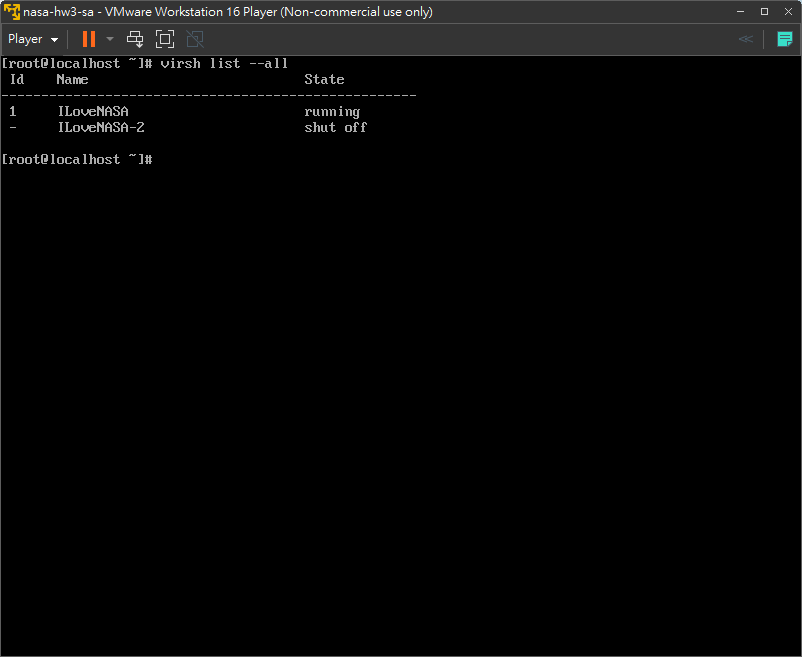 nasa-hw3-sa - VMware Workstation 16 Player (Non-commercial use only)
Player
[root@localhost ~]# virsh list --all
 Id    Name                           State
----------------------------------------------------
 1     ILoveNASA                      running
 -     ILoveNASA-2                    shut off
[root@localhost ~]#